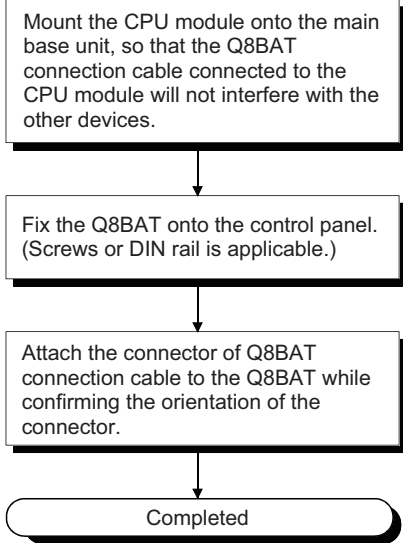 Mount the CPU module onto the main
base unit, so that the Q8BAT
connection cable connected to the
CPU module will not interfere with the
other devices.
Fix the Q8BAT onto the control panel.
(Screws or DIN rail is applicable.)
Attach the connector of Q8BAT
connection cable to the Q8BAT while
confirming the orientation of the
connector.
Completed